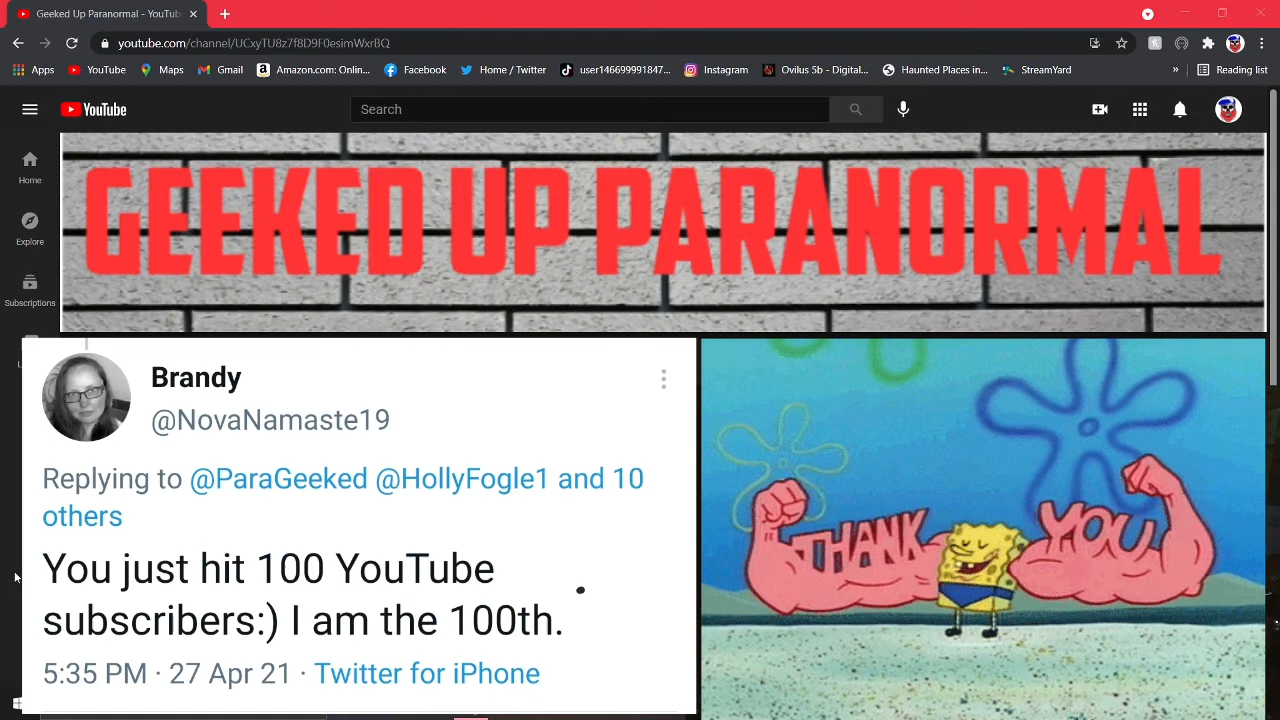 Geeked Up Paranormal - YouTub
youtube.com/channel/UCxyTU8z7f8D9F0esimWxrBQ
Apps YouTube Maps Gmail Amazon.com: Onlin... Facebook Home / Twitter user146699991847... Instagram Ovilus 5b - Digital... Haunted Places in... StreamYard » Reading list
YouTube
Search
Home
Explore
Subscriptions
GEEKED UP PARANORMAL
Brandy
@NovaNamaste19
Replying to @ParaGeeked @HollyFogle1 and 10
others
You just hit 100 YouTube
subscribers:) I am the 100th.
5:35 PM · 27 Apr 21 · Twitter for iPhone
THANK YOU